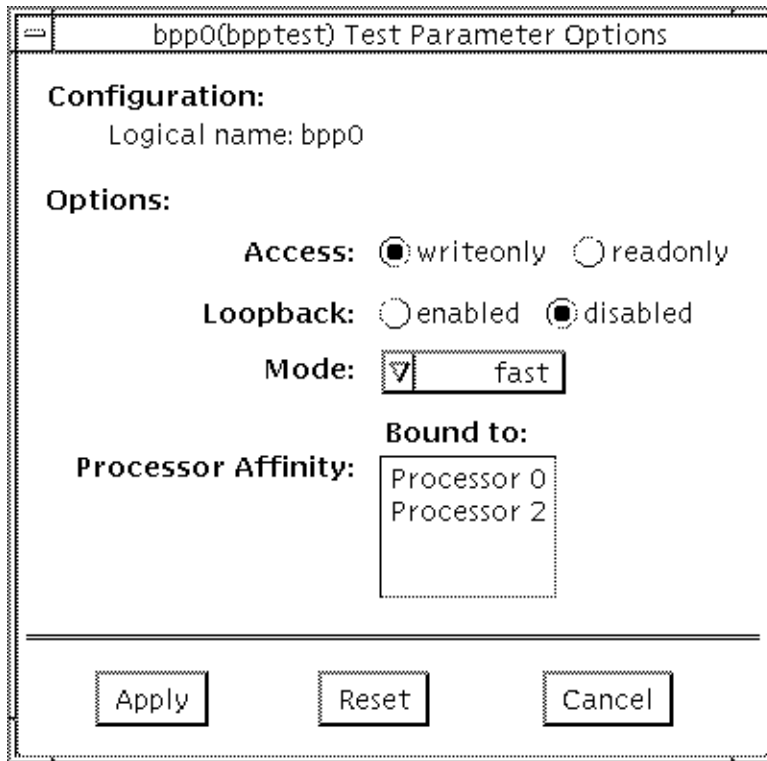 bpp0(bpptest) Test Parameter Options
Configuration:
Logical name: bpp0
Options:
Access: writeonly readonly
Loopback: enabled disabled
Mode: fast
Bound to:
Processor Affinity:
Processor 0
Processor 2
Apply Reset Cancel